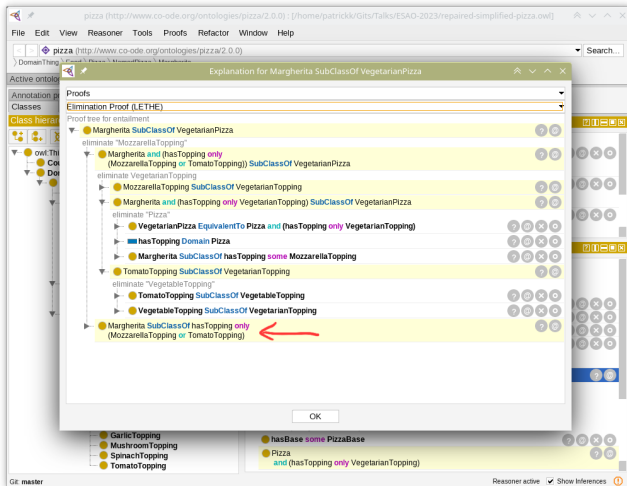 pizza (http://www.co-ode.org/ontologies/pizza/2.0.0) : [/home/patrickk/Gits/Talks/ESAO-2023/repaired-simplified-pizza.owl]
File Edit View Reasoner Tools Proofs Refactor Window Help
pizza (http://www.co-ode.org/ontologies/pizza/2.0.0)
Search...
DomainThing
Explanation for Margherita SubClassOf VegetarianPizza
Active ontolo
Annotation p
Classes
Class hierar
owl:Thi
Co
Do
Proofs
Elimination Proof (LETHE)
Proof tree for entailment
Margherita SubClassOf VegetarianPizza
eliminate "MozzarellaTopping"
Margherita and (hasTopping only
(MozzarellaTopping or TomatoTopping)) SubClassOf VegetarianPizza
eliminate VegetarianTopping
MozzarellaTopping SubClassOf VegetarianTopping
Margherita and (hasTopping only VegetarianTopping) SubClassOf VegetarianPizza
eliminate "Pizza"
VegetarianPizza EquivalentTo Pizza and (hasTopping only VegetarianTopping)
hasTopping Domain Pizza
Margherita SubClassOf hasTopping some MozzarellaTopping
TomatoTopping SubClassOf VegetarianTopping
eliminate "VegetableTopping"
TomatoTopping SubClassOf VegetableTopping
VegetableTopping SubClassOf VegetarianTopping
Margherita SubClassOf hasTopping only
(MozzarellaTopping or TomatoTopping)
OK
GarlicTopping
MushroomTopping
SpinachTopping
TomatoTopping
hasBase some PizzaBase
Pizza
and (hasTopping only VegetarianTopping)
Git: master
Reasoner active
Show Inferences